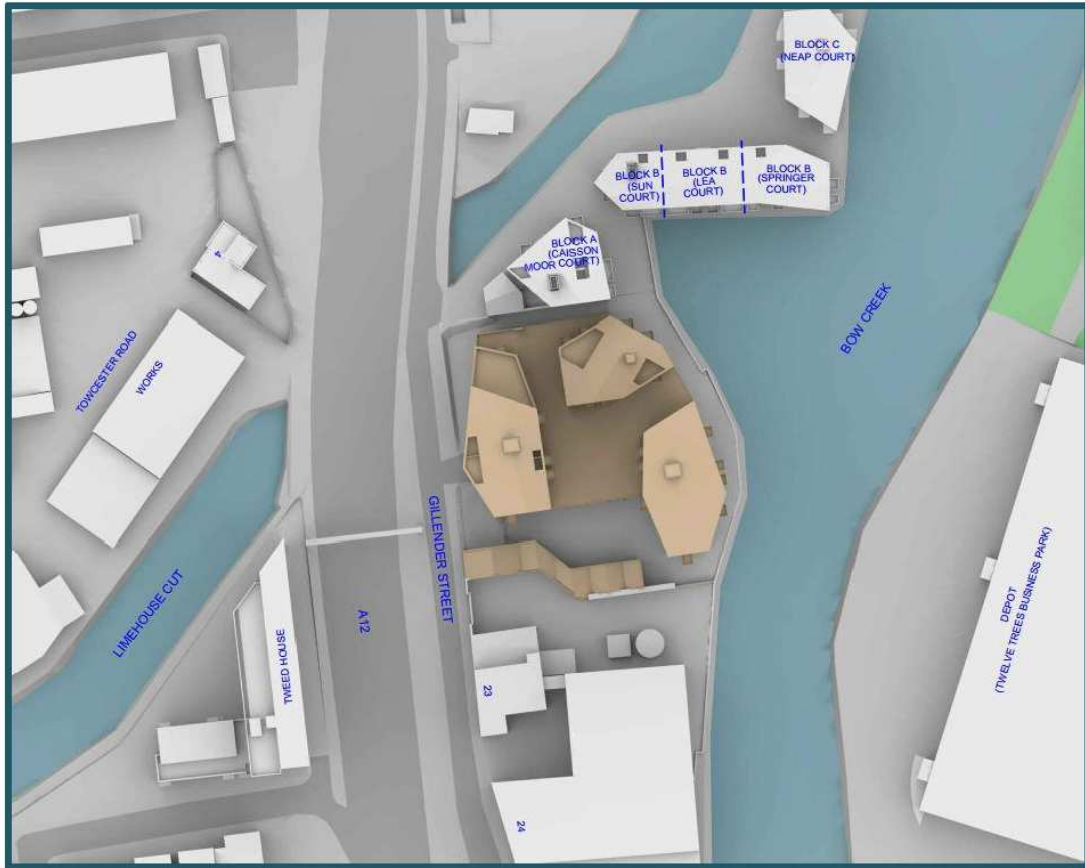 BLOCK C
(NEAP COURT)
BLOCK B
(SUN
COURT)
BLOCK B
(LEA
COURT)
BLOCK B
(SPRINGER
COURT)
BLOCK A
(CAISSON
MOOR COURT)
4
BOW CREEK
TOWCESTER ROAD
WORKS
GILLENDER STREET
LIMEHOUSE CUT
A12
TWEED HOUSE
DEPOT
(TWELVE TREES BUSINESS PARK)
23
24